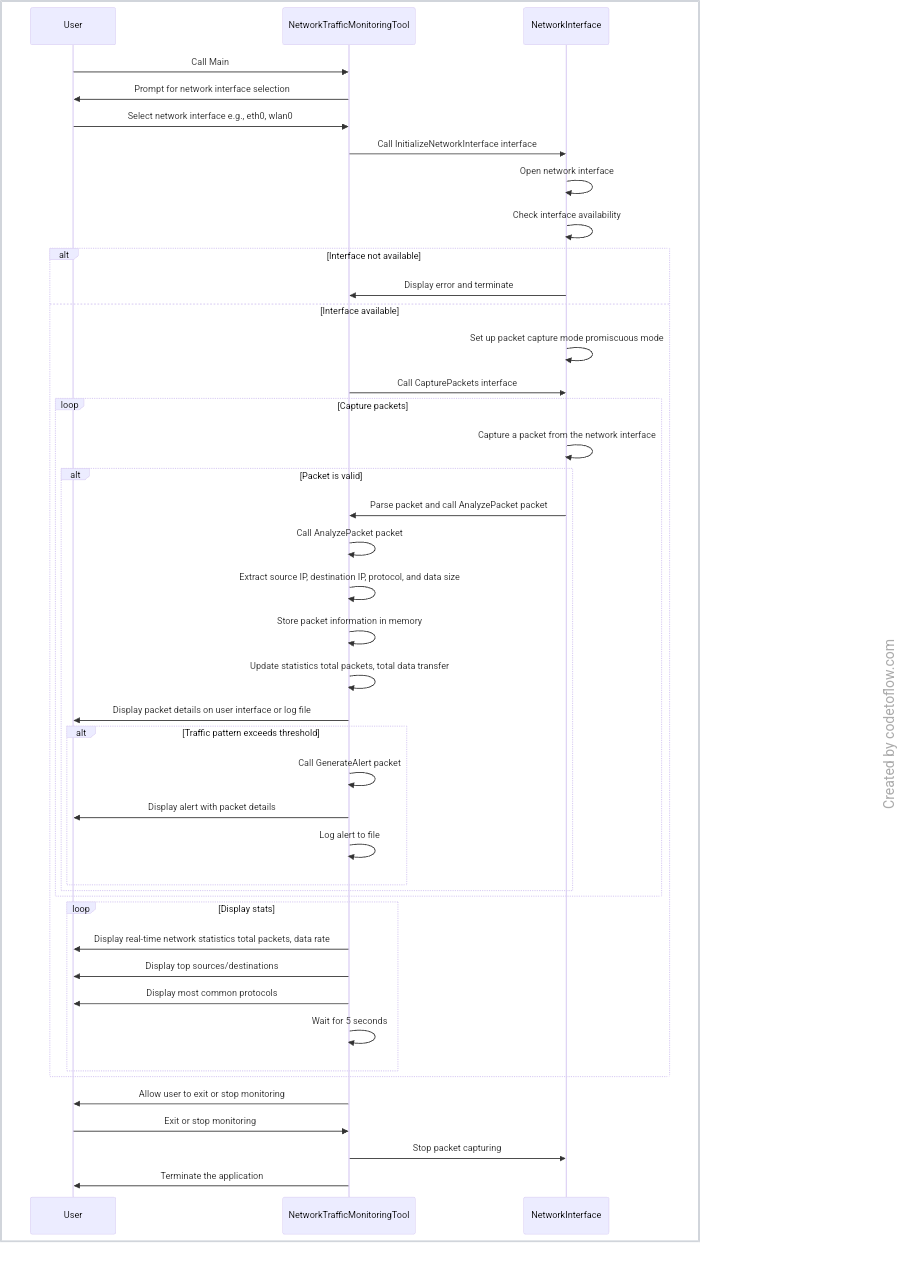 User
NetworkTrafficMonitoringTool
NetworkInterface
Call Main
Prompt for network interface selection
Select network interface e.g., eth0, wlan0
Call InitializeNetworkInterface interface
Open network interface
Check interface availability
alt
[Interface not available]
Display error and terminate
[Interface available]
Set up packet capture mode promiscuous mode
Call CapturePackets interface
loop
[Capture packets]
Capture a packet from the network interface
alt
[Packet is valid]
Parse packet and call AnalyzePacket packet
Call AnalyzePacket packet
Extract source IP, destination IP, protocol, and data size
Store packet information in memory
Update statistics total packets, total data transfer
Display packet details on user interface or log file
alt
[Traffic pattern exceeds threshold]
Call GenerateAlert packet
Display alert with packet details
Log alert to file
loop
[Display stats]
Display real-time network statistics total packets, data rate
Display top sources/destinations
Display most common protocols
Wait for 5 seconds
Allow user to exit or stop monitoring
Exit or stop monitoring
Stop packet capturing
Terminate the application
User
NetworkTrafficMonitoringTool
NetworkInterface
Created by codetoflow.com